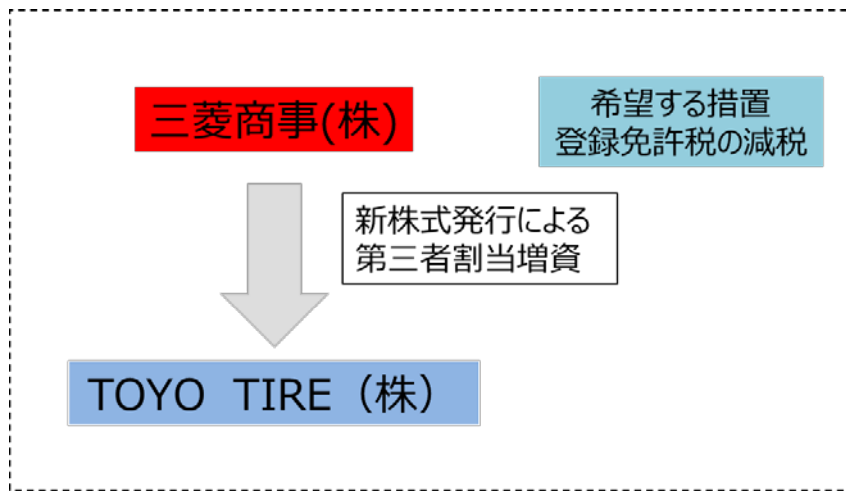 三菱商事(株)
希望する措置
登録免許税の減税
新株式発行による
第三者割当増資
TOYO TIRE（株）